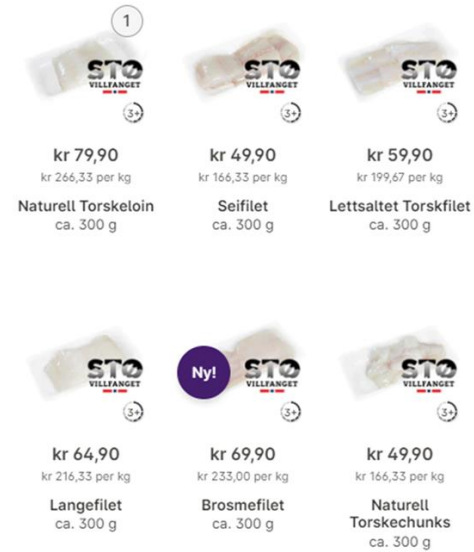 1
STØ
VILLFANGET
3+
kr 79,90
kr 266,33 per kg
Naturell Torskeloin
ca. 300 g
STØ
VILLFANGET
3+
kr 49,90
kr 166,33 per kg
Seifilet
ca. 300 g
STØ
VILLFANGET
3+
kr 59,90
kr 199,67 per kg
Lettsaltet Torskfilet
ca. 300 g
STØ
VILLFANGET
3+
kr 64,90
kr 216,33 per kg
Langefilet
ca. 300 g
Ny!
STØ
VILLFANGET
3+
kr 69,90
kr 233,00 per kg
Brosmefilet
ca. 300 g
STØ
VILLFANGET
3+
kr 49,90
kr 166,33 per kg
Naturell
Torskechunks
ca. 300 g